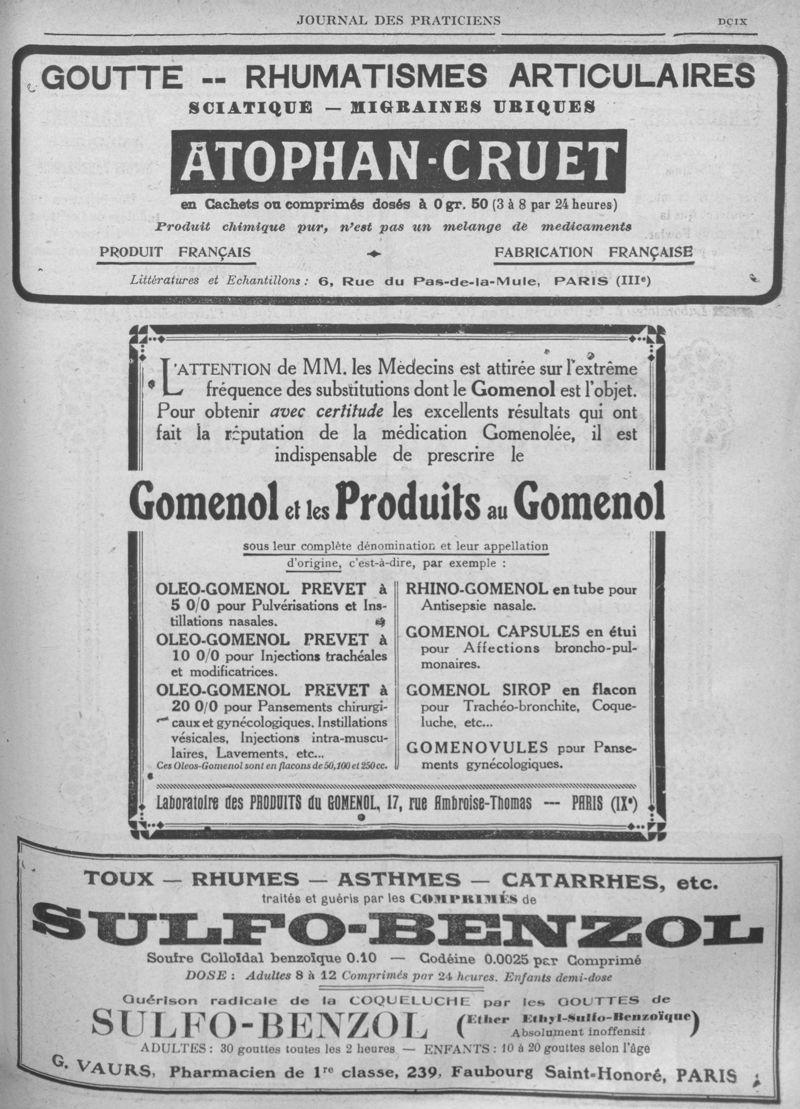 JOURNAL DES PRATICIENS
DCIX
GOUTTE -- RHUMATISMES ARTICULAIRES
SCIATIQUE — MIGRAINES URIQUES
ATOPHAN-CRUET
en Cachets ou comprimés dosés à 0 gr. 50 (3 à 8 par 24 heures)
Produit chimique pur, n'est pas un melange de medicaments
PRODUIT FRANÇAIS
FABRICATION FRANÇAISE
Littératures et Echantillons : 6, Rue du Pas-de-la-Mule, PARIS (IIIe)
L'ATTENTION de MM. les Médecins est attirée sur l'extrême
fréquence des substitutions dont le Gomenol est l'objet.
Pour obtenir avec certitude les excellents résultats qui ont
fait la réputation de la médication Gomenolée, il est
indispensable de prescrire le
Gomenol et les Produits au Gomenol
sous leur complète dénomination et leur appellation
d'origine, c'est-à-dire, par exemple :
OLEO-GOMENOL PREVET à
5 0/0 pour Pulvérisations et Ins-
tillations nasales.
OLEO-GOMENOL PREVET à
10 0/0 pour Injections trachéales
et modificatrices.
OLEO-GOMENOL PREVET à
20 0/0 pour Pansements chirurgi-
caux et gynécologiques, Instillations
vésicales, Injections intra-muscu-
laires, Lavements, etc...
Ces Oleos-Gomenol sont en flacons de 50, 100 et 250 cc.
RHINO-GOMENOL en tube pour
Antisepsie nasale.
GOMENOL CAPSULES en étui
pour Affections broncho-pul-
monaires.
GOMENOL SIROP en flacon
pour Trachéo-bronchite, Coque-
luche, etc...
GOMENOVULES pour Panse-
ments gynécologiques.
Laboratoire des PRODUITS du GOMENOL, 17, rue Ambroise-Thomas --- PARIS (IXe)
TOUX — RHUMES — ASTHMES — CATARRHES, etc.
traités et guéris par les COMPRIMÉS de
SULFO-BENZOL
Soufre Colloïdal benzoïque 0.10 — Codéine 0.0025 par Comprimé
DOSE : Adultes 8 à 12 Comprimés par 24 heures. Enfants demi-dose
Guérison radicale de la COQUELUCHE par les GOUTTES de
SULFO-BENZOL (Ether Ethyl-Sulfo-Benzoïque)
Absolument inoffensif
ADULTES : 30 gouttes toutes les 2 heures — ENFANTS : 10 à 20 gouttes selon l'âge
G. VAURS, Pharmacien de 1re classe, 239, Faubourg Saint-Honoré, PARIS